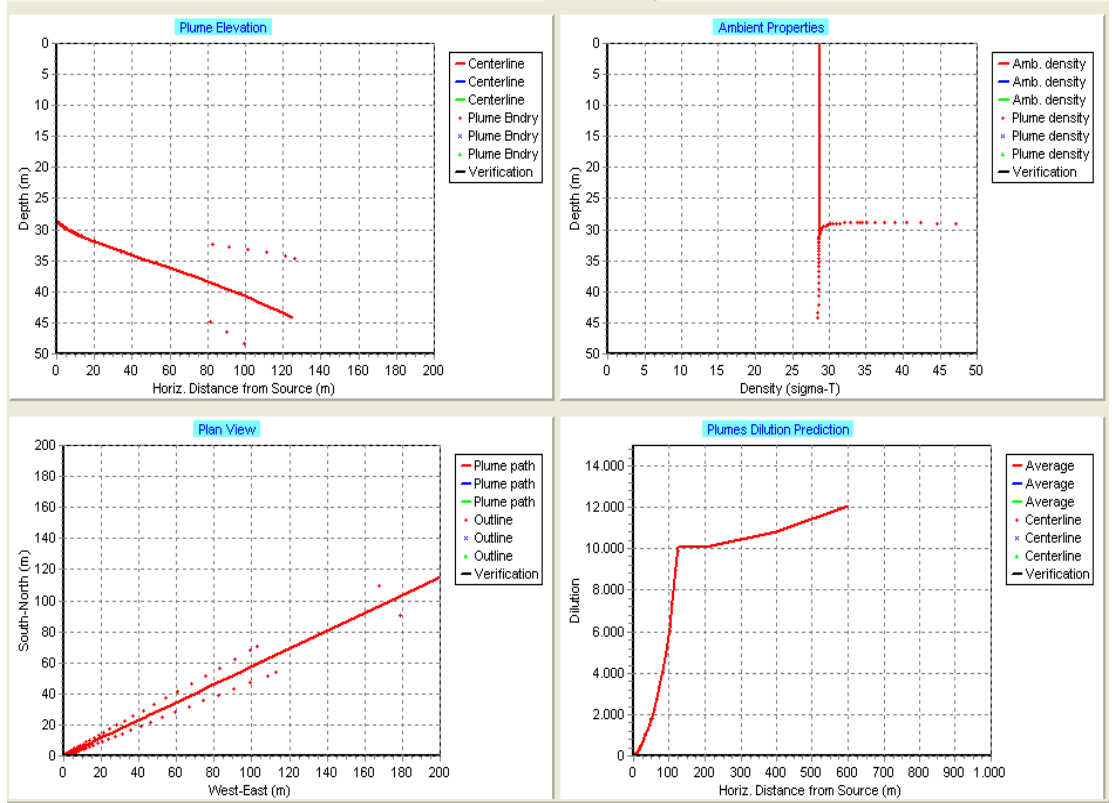 Plume Elevation
0
5
10
15
20
25
30
35
40
45
50
Depth (m)
0 20 40 60 80 100 120 140 160 180 200
Horiz. Distance from Source (m)
Centerline
Centerline
Centerline
Plume Bndry
Plume Bndry
Plume Bndry
Verification
Ambient Properties
0
5
10
15
20
25
30
35
40
45
50
Depth (m)
0 5 10 15 20 25 30 35 40 45 50
Density (sigma-T)
Amb. density
Amb. density
Amb. density
Plume density
Plume density
Plume density
Verification
Plan View
200
180
160
140
120
100
80
60
40
20
0
South-North (m)
0 20 40 60 80 100 120 140 160 180 200
West-East (m)
Plume path
Plume path
Plume path
Outline
Outline
Outline
Verification
Plumes Dilution Prediction
14.000
12.000
10.000
8.000
6.000
4.000
2.000
0
Dilution
0 100 200 300 400 500 600 700 800 900 1.000
Horiz. Distance from Source (m)
Average
Average
Average
Centerline
Centerline
Centerline
Verification